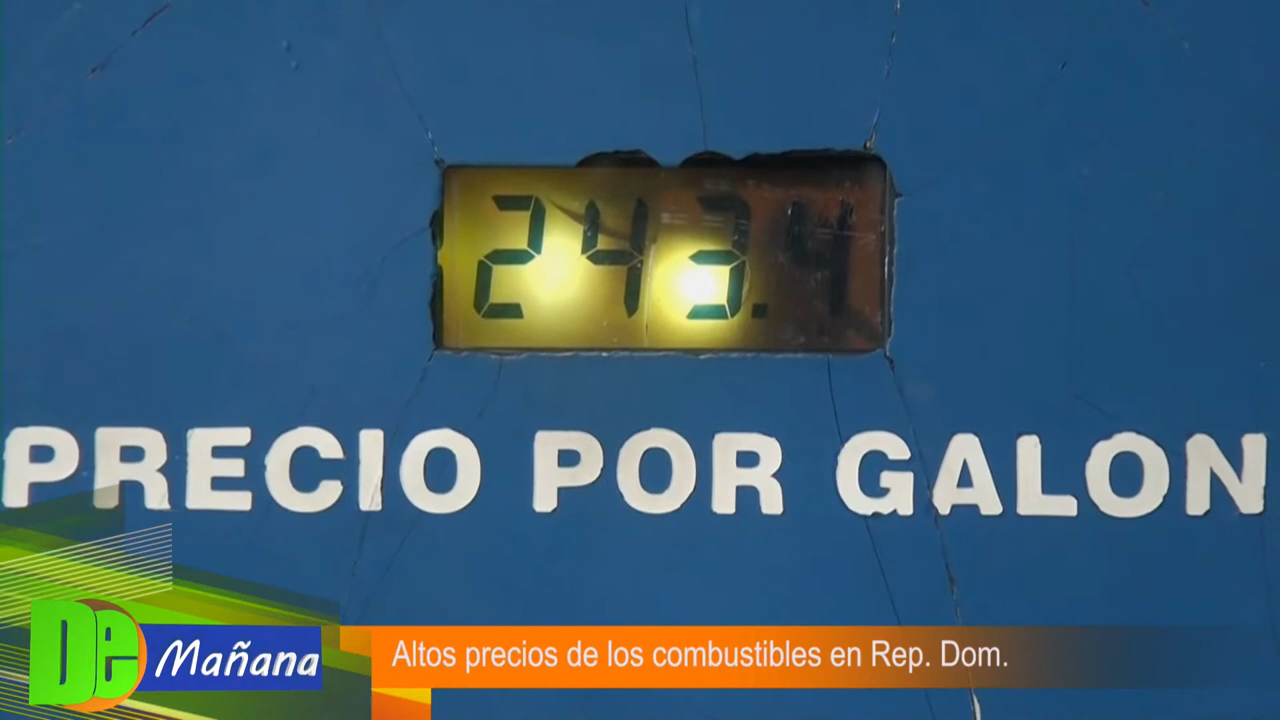 243.4
PRECIO POR GALON
De Mañana
Altos precios de los combustibles en Rep. Dom.